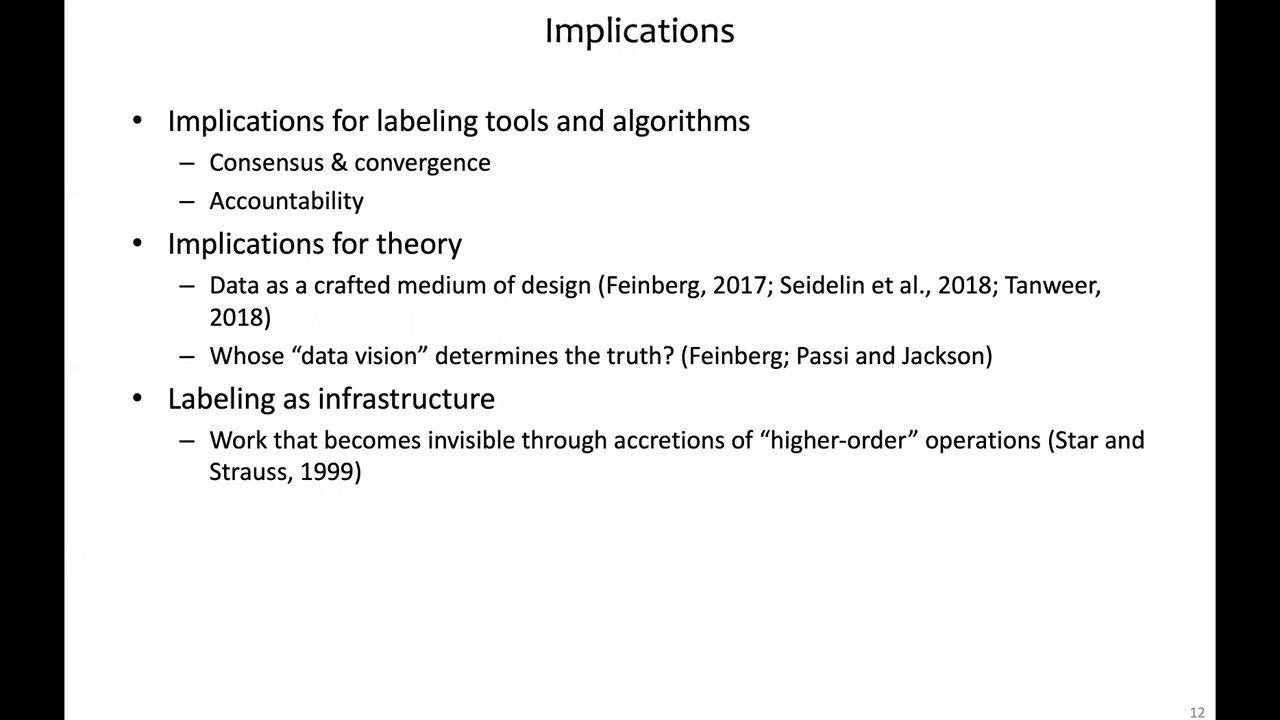 Implications
• Implications for labeling tools and algorithms
– Consensus & convergence
– Accountability
• Implications for theory
– Data as a crafted medium of design (Feinberg, 2017; Seidelin et al., 2018; Tanweer,
2018)
– Whose “data vision” determines the truth? (Feinberg; Passi and Jackson)
• Labeling as infrastructure
– Work that becomes invisible through accretions of “higher-order” operations (Star and
Strauss, 1999)
12